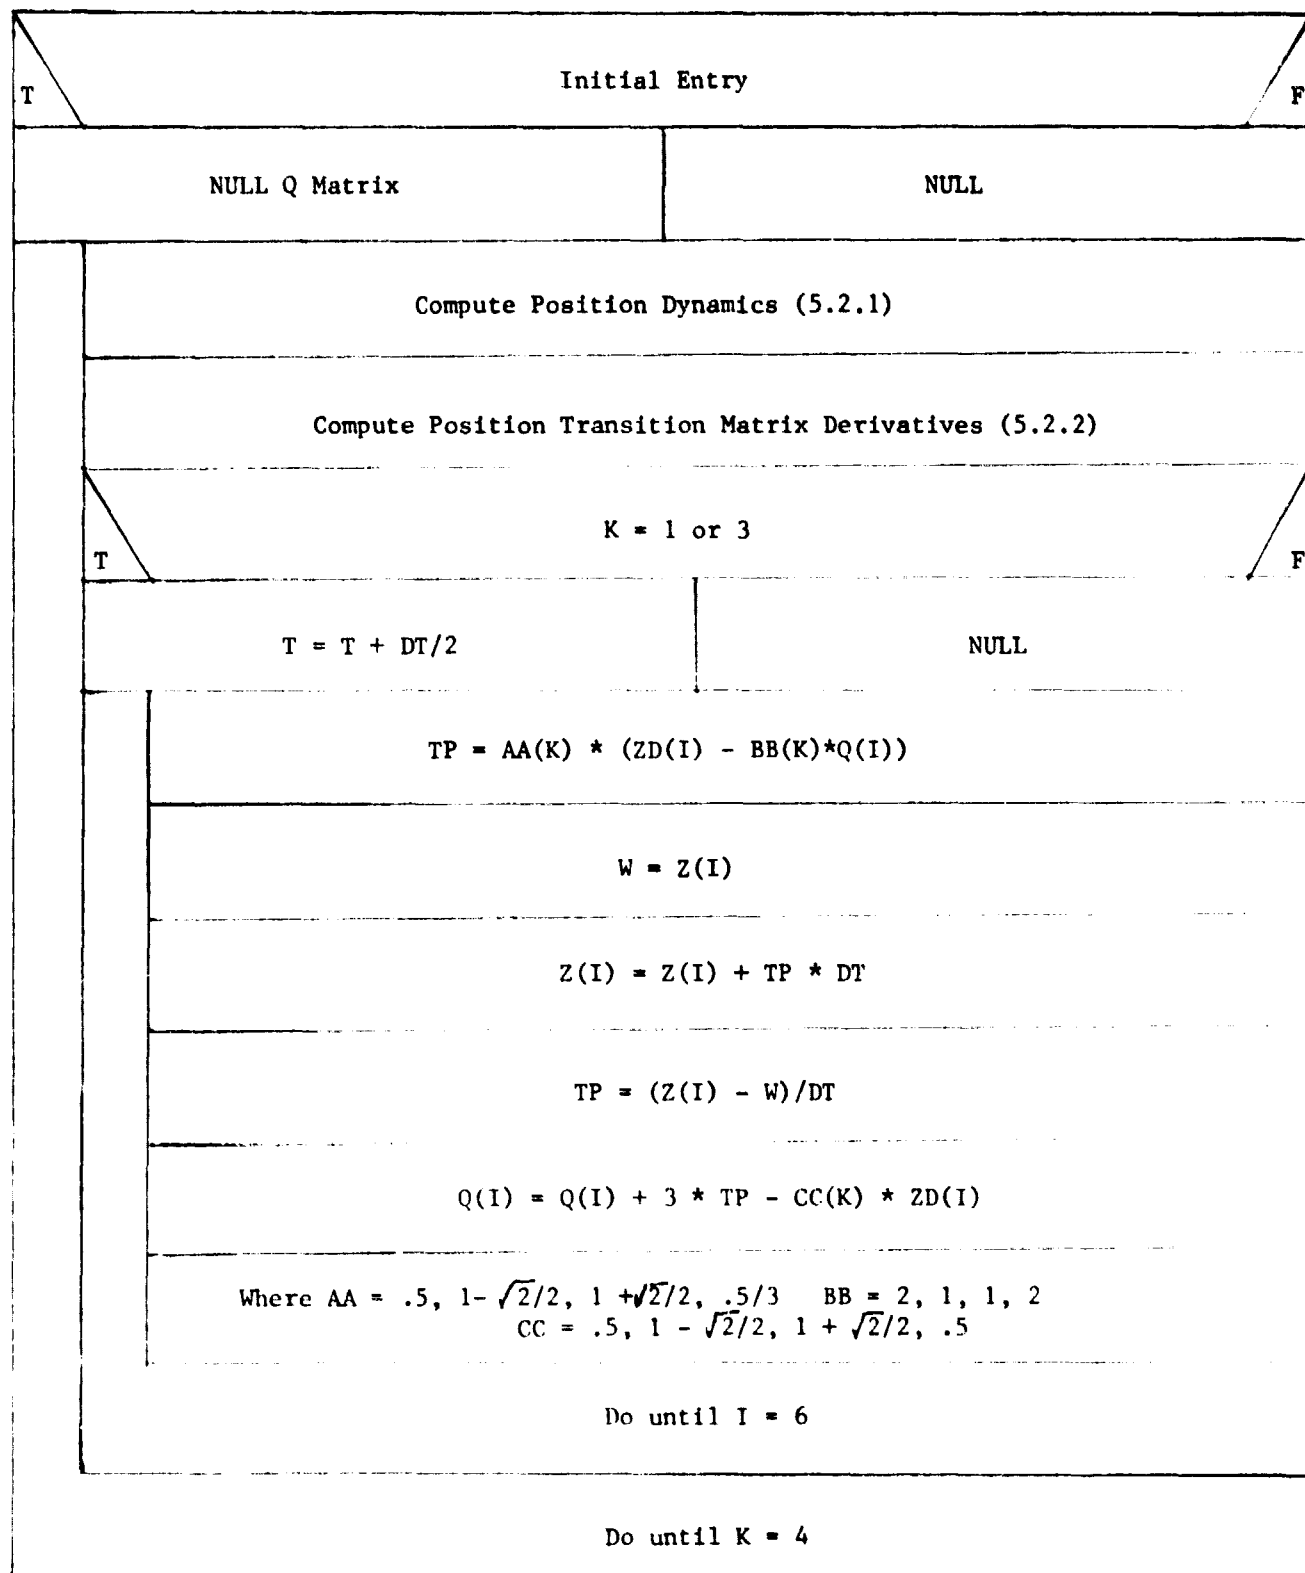 Initial Entry
T
F
NULL Q Matrix
NULL
Compute Position Dynamics (5.2.1)
Compute Position Transition Matrix Derivatives (5.2.2)
K = 1 or 3
T
F
T = T + DT/2
NULL
TP = AA(K) * (ZD(I) - BB(K)*Q(I))
W = Z(I)
Z(I) = Z(I) + TP * DT
TP = (Z(I) - W)/DT
Q(I) = Q(I) + 3 * TP - CC(K) * ZD(I)
Where AA = .5, 1-√2/2, 1 +√2/2, .5/3 BB = 2, 1, 1, 2
CC = .5, 1 - √2/2, 1 + √2/2, .5
Do until I = 6
Do until K = 4